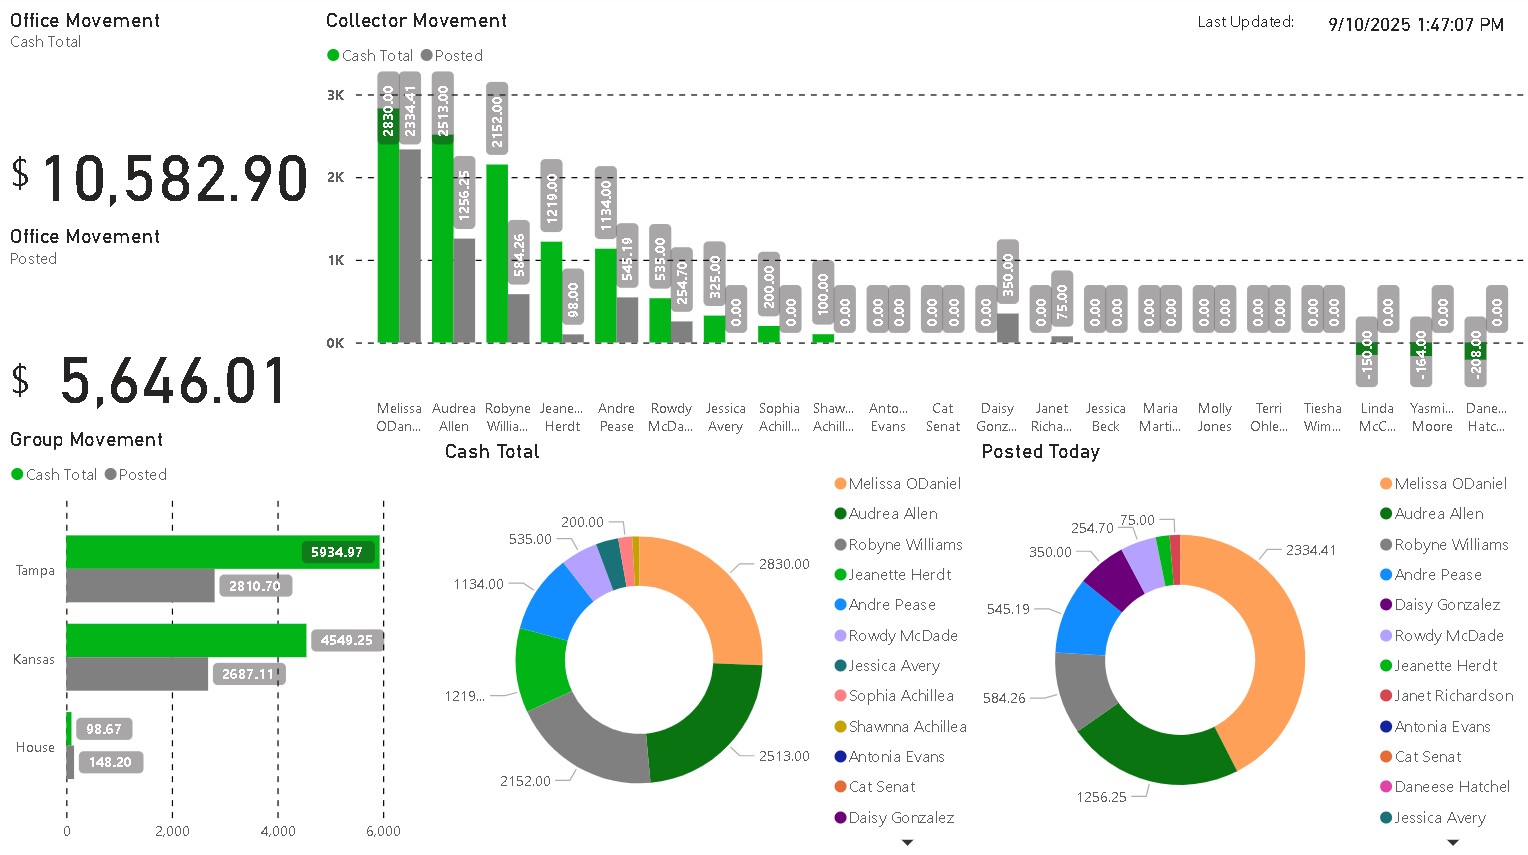 Office Movement
Cash Total
$ 10,582.90
Office Movement
Posted
$ 5,646.01
Collector Movement
Last Updated: 9/10/2025 1:47:07 PM
Cash Total Posted
3K
2K
1K
0K
2830.00 2334.41 2513.00 1256.25 2152.00 584.26 1219.00 98.00 1134.00 545.19 535.00 254.70 325.00 0.00 200.00 0.00 100.00 0.00 0.00 0.00 0.00 0.00 0.00 350.00 0.00 75.00 0.00 0.00 0.00 0.00 0.00 0.00 0.00 0.00 0.00 0.00 -150.00 0.00 -164.00 0.00 -208.00 0.00
Melissa Audrea Robyne Jeane... Andre Rowdy Jessica Sophia Shaw... Anto... Cat Daisy Janet Jessica Maria Molly Terri Tiesha Linda Yasmi... Dane...
ODan... Allen Willia... Herdt Pease McDa... Avery Achill... Achill... Evans Senat Gonz... Richa... Beck Marti... Jones Ohle... Wim... McC... Moore Hatc...
Group Movement
Cash Total Posted
Tampa
5934.97
2810.70
Kansas
4549.25
2687.11
House
98.67
148.20
0 2,000 4,000 6,000
Cash Total
200.00
535.00
1134.00
1219...
2152.00
2513.00
2830.00
Melissa ODaniel
Audrea Allen
Robyne Williams
Jeanette Herdt
Andre Pease
Rowdy McDade
Jessica Avery
Sophia Achillea
Shawnna Achillea
Antonia Evans
Cat Senat
Daisy Gonzalez
Posted Today
75.00
254.70
350.00
545.19
584.26
1256.25
2334.41
Melissa ODaniel
Audrea Allen
Robyne Williams
Andre Pease
Daisy Gonzalez
Rowdy McDade
Jeanette Herdt
Janet Richardson
Antonia Evans
Cat Senat
Daneese Hatchel
Jessica Avery